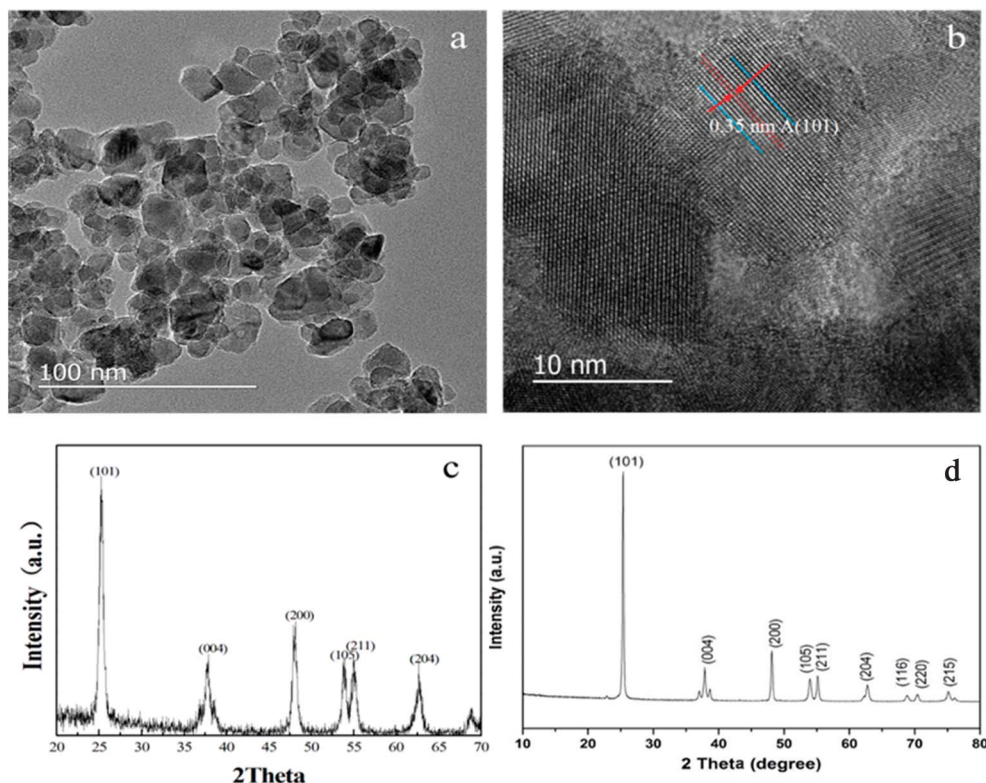 a
100 nm
b
0.35 nm A(101)
10 nm
c
(101)
(004)
(200)
(105)
(211)
(204)
Intensity (a.u.)
20 25 30 35 40 45 50 55 60 65 70
2Theta
d
(101)
(004)
(200)
(105)
(211)
(204)
(116)
(220)
(215)
Intensity (a.u.)
10 20 30 40 50 60 70 80
2 Theta (degree)